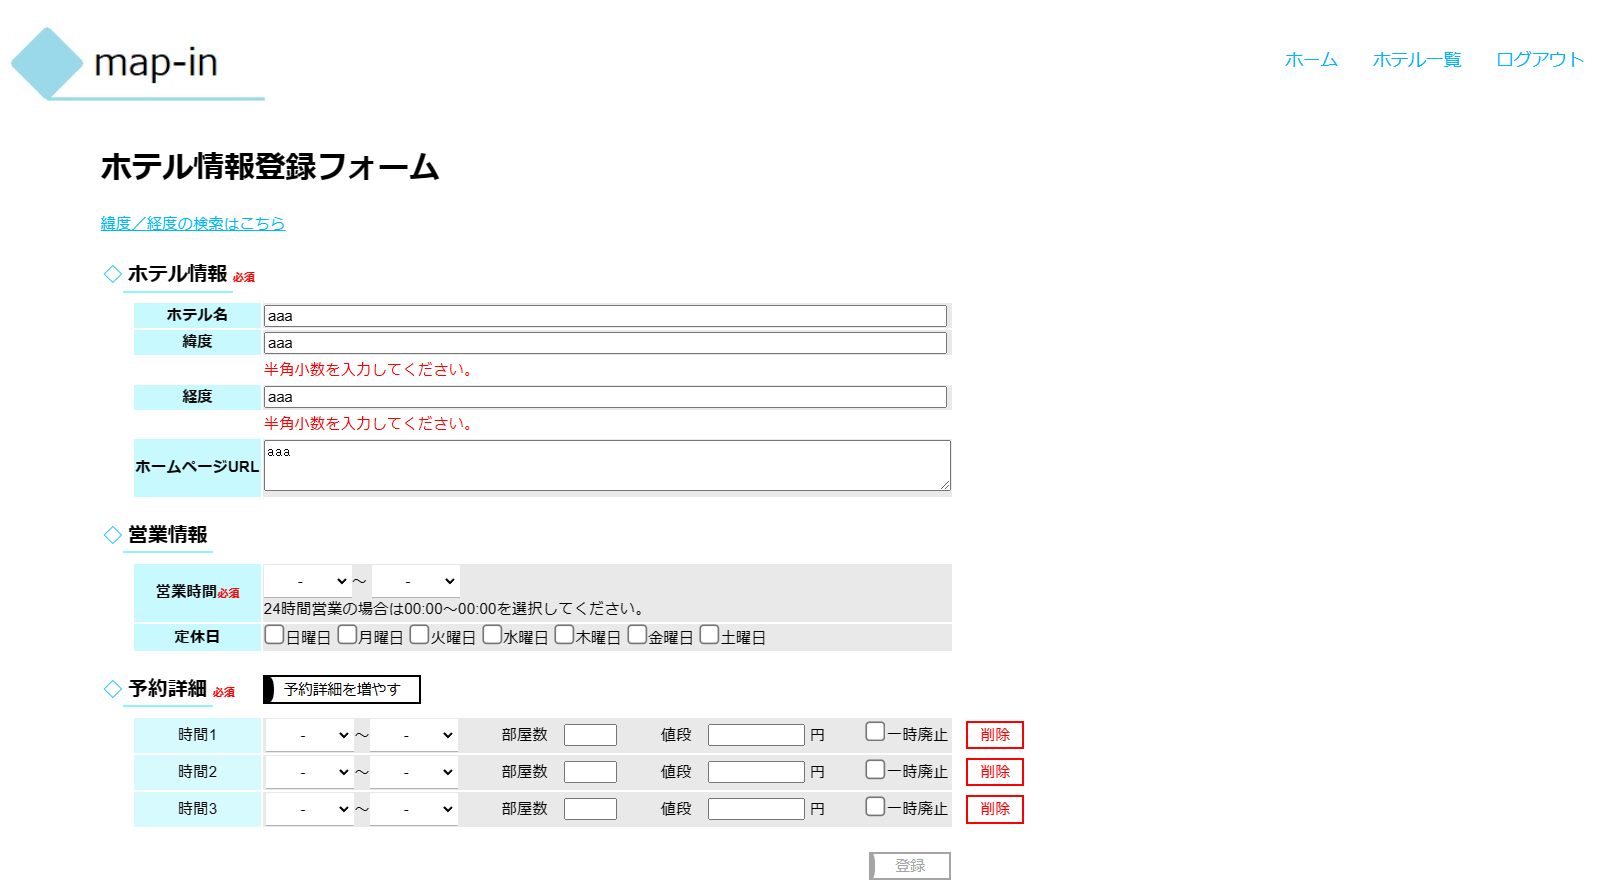 map-in
ホーム ホテル一覧 ログアウト
ホテル情報登録フォーム
緯度／経度の検索はこちら
◇ ホテル情報 必須
ホテル名 aaa
緯度 aaa
半角小数を入力してください。
経度 aaa
半角小数を入力してください。
ホームページURL aaa
◇ 営業情報
営業時間必須 - ～ -
24時間営業の場合は00:00～00:00を選択してください。
定休日 日曜日 月曜日 火曜日 水曜日 木曜日 金曜日 土曜日
◇ 予約詳細 必須 予約詳細を増やす
時間1 - ～ - 部屋数 値段 円 一時廃止 削除
時間2 - ～ - 部屋数 値段 円 一時廃止 削除
時間3 - ～ - 部屋数 値段 円 一時廃止 削除
登録